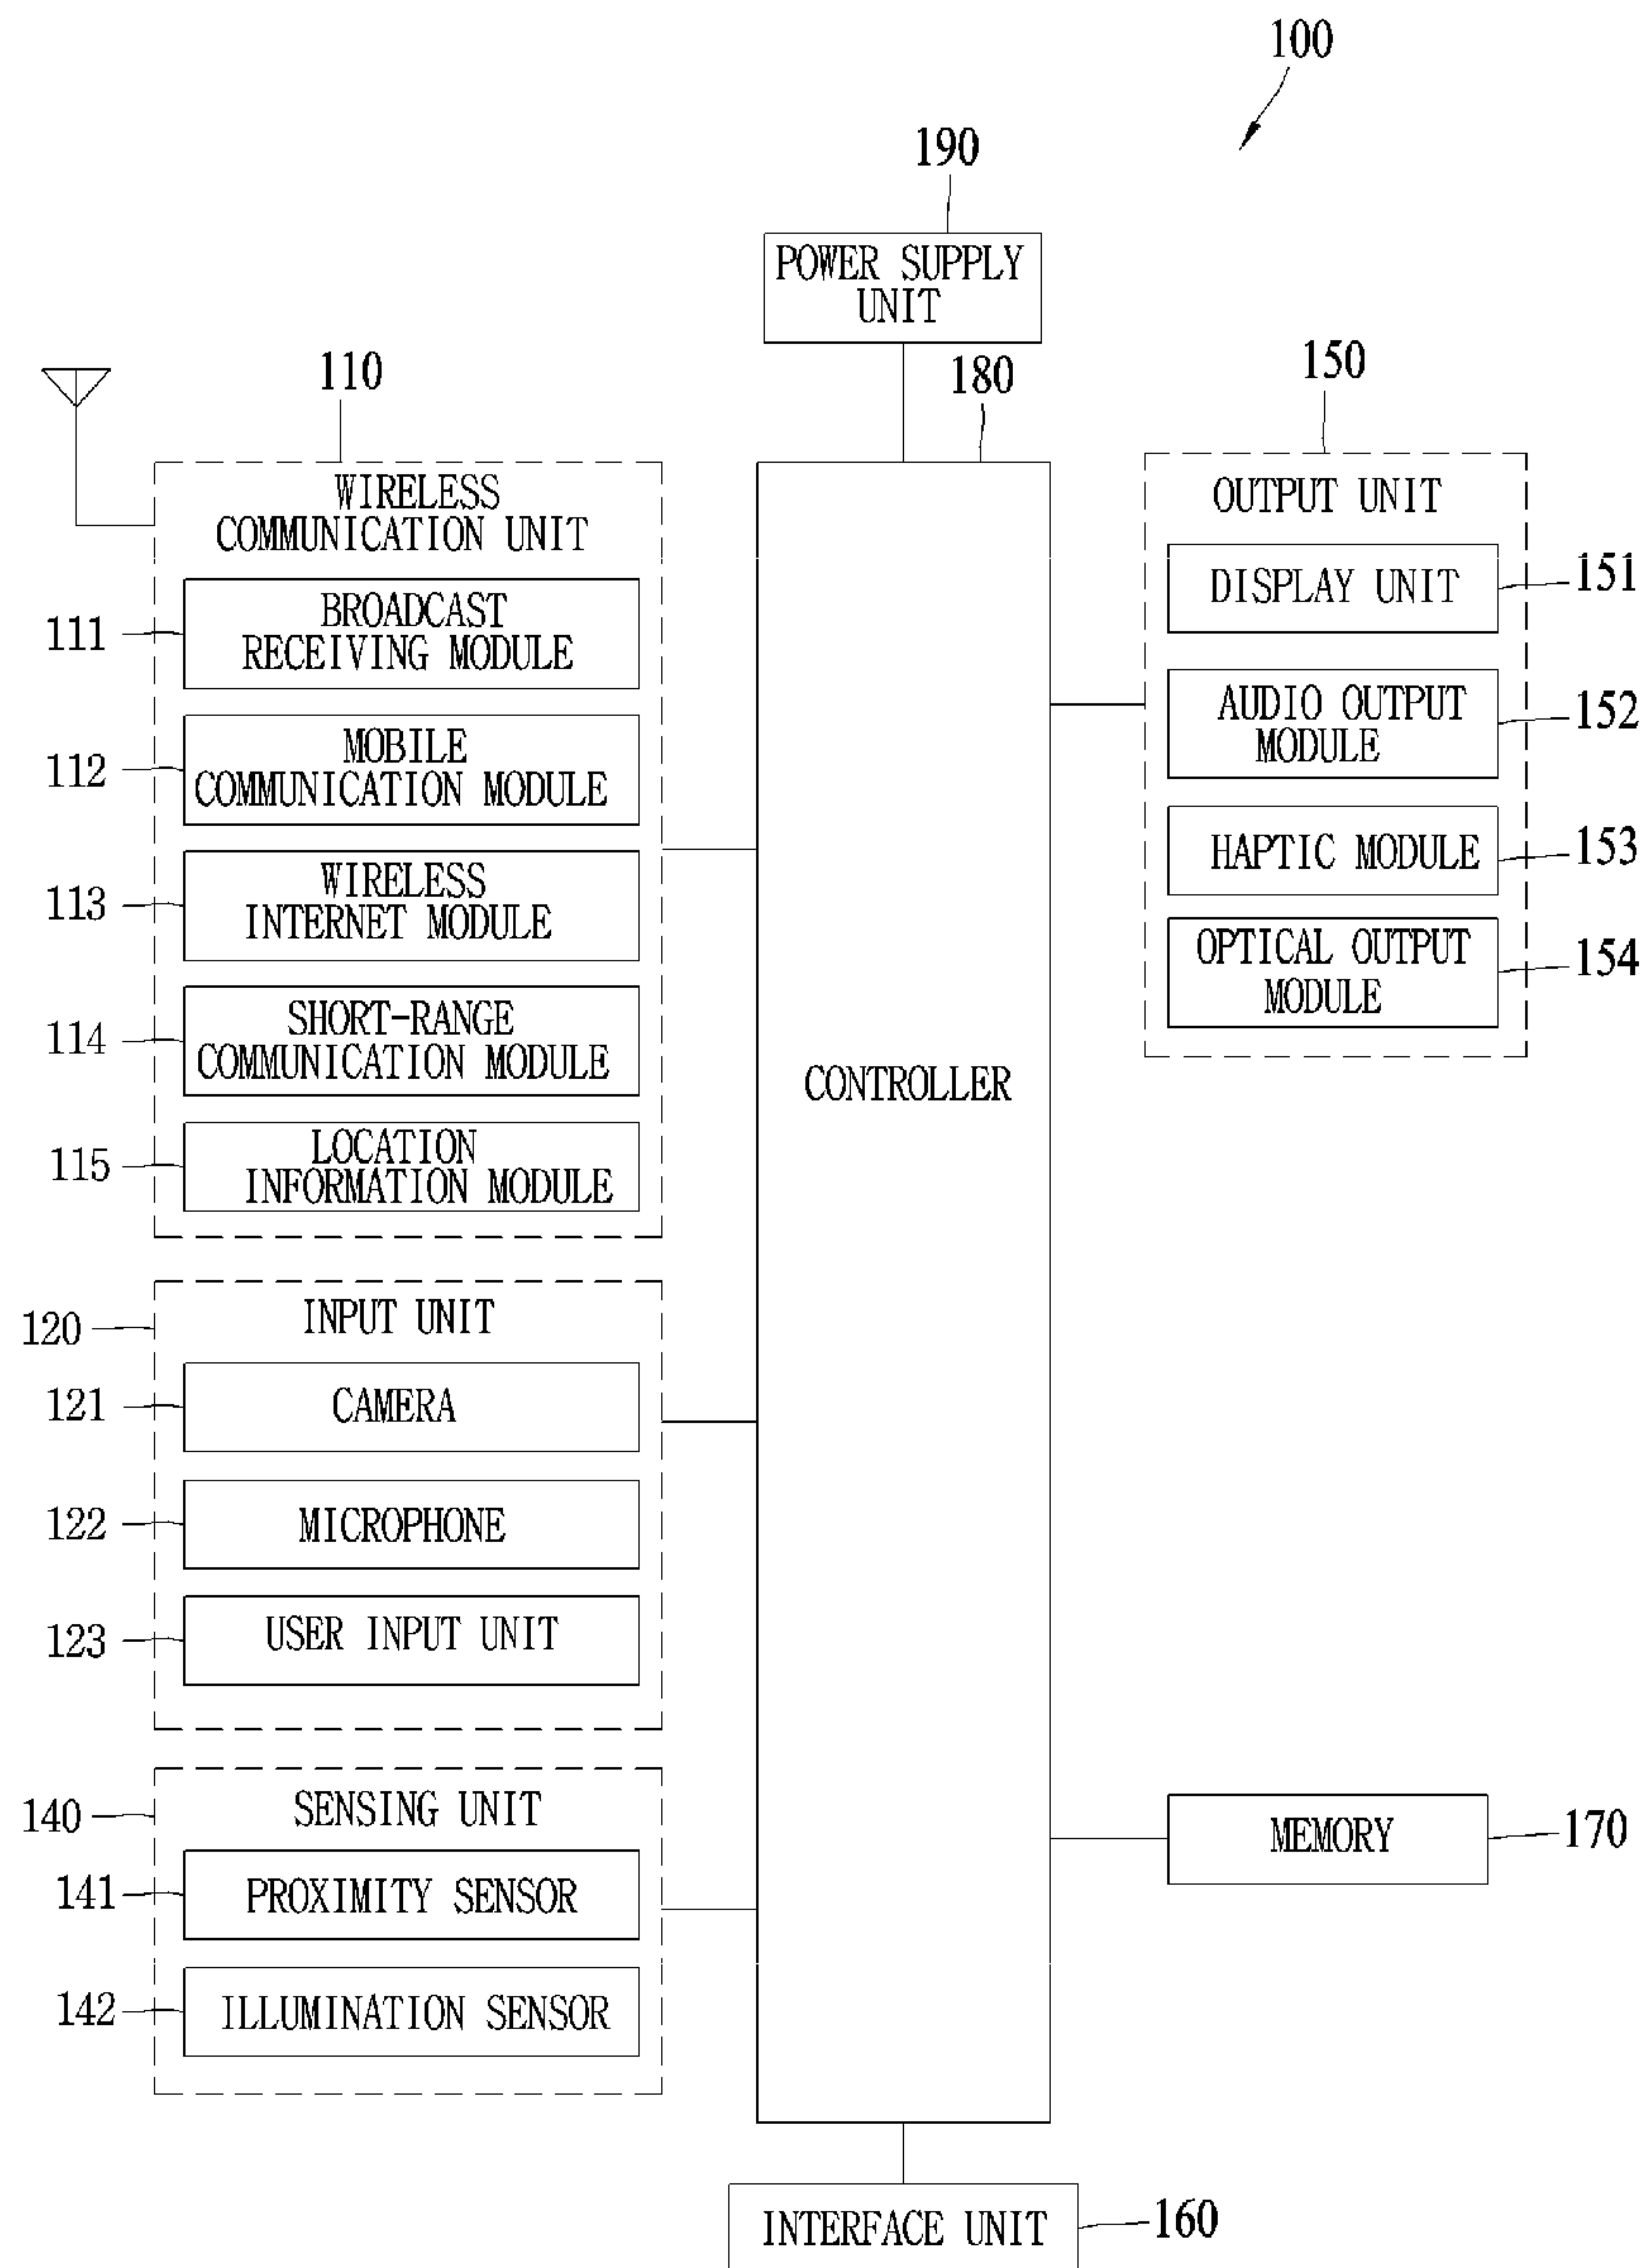 100
190
POWER SUPPLY
UNIT
180
110
WIRELESS
COMMUNICATION UNIT
111
BROADCAST
RECEIVING MODULE
112
MOBILE
COMMUNICATION MODULE
113
WIRELESS
INTERNET MODULE
114
SHORT-RANGE
COMMUNICATION MODULE
115
LOCATION
INFORMATION MODULE
120
INPUT UNIT
121
CAMERA
122
MICROPHONE
123
USER INPUT UNIT
140
SENSING UNIT
141
PROXIMITY SENSOR
142
ILLUMINATION SENSOR
CONTROLLER
150
OUTPUT UNIT
DISPLAY UNIT
151
AUDIO OUTPUT
MODULE
152
HAPTIC MODULE
153
OPTICAL OUTPUT
MODULE
154
MEMORY
170
INTERFACE UNIT
160